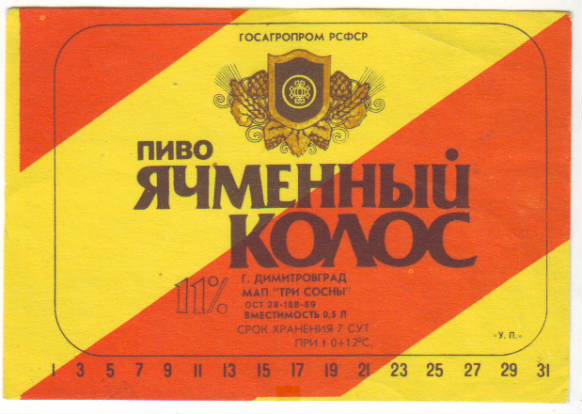 ГОСАГРОПРОМ РСФСР
ПИВО
ЯЧМЕННЫЙ
КОЛОС
11%
Г. ДИМИТРОВГРАД
МАП "ТРИ СОСНЫ"
ОСТ 28-18В-89
ВМЕСТИМОСТЬ 0,5 Л
СРОК ХРАНЕНИЯ 7 СУТ
ПРИ t 0+12°С.
"У. П."
1 3 5 7 9 11 13 15 17 19 21 23 25 27 29 31